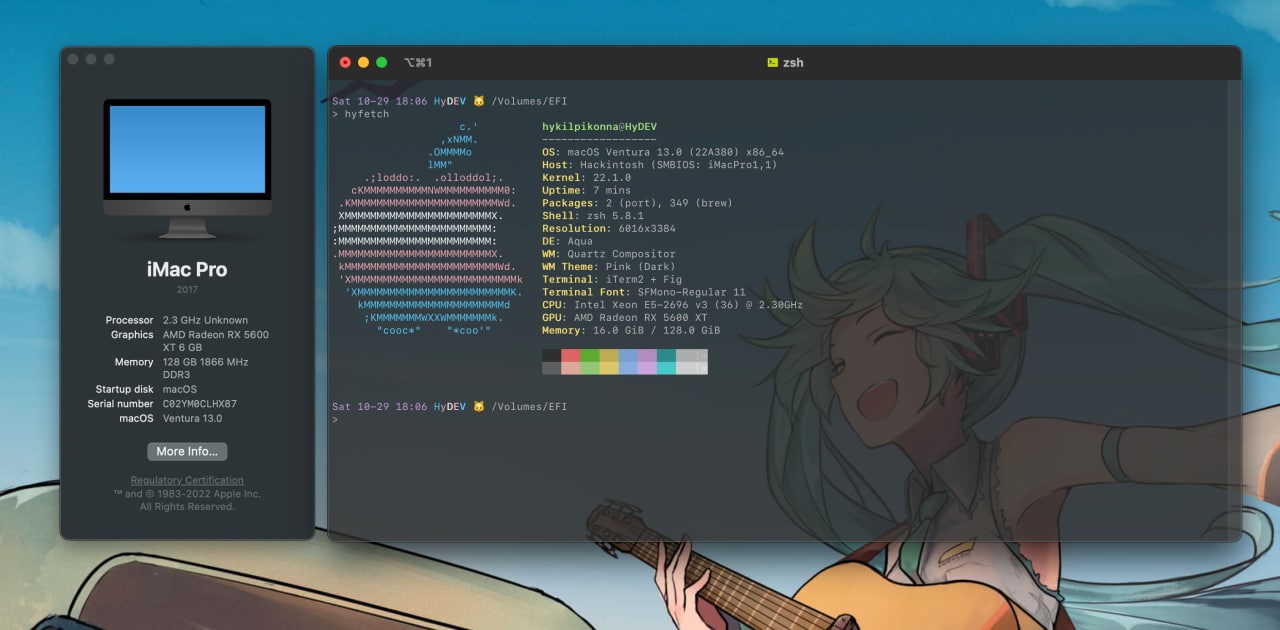 iMac Pro
2017
Processor 2.3 GHz Unknown
Graphics AMD Radeon RX 5600
XT 6 GB
Memory 128 GB 1866 MHz
DDR3
Startup disk macOS
Serial number C02YM0CLHX87
macOS Ventura 13.0
More Info...
Regulatory Certification
™ and © 1983-2022 Apple Inc.
All Rights Reserved.
⌥⌘1 zsh
Sat 10-29 18:06 HyDEV 🐱 /Volumes/EFI
> hyfetch
c.' hykilpikonna@HyDEV
,xNMM. ------------------
.OMMMMo OS: macOS Ventura 13.0 (22A380) x86_64
lMM" Host: Hackintosh (SMBIOS: iMacPro1,1)
.;loddo:. .olloddol;. Kernel: 22.1.0
cKMMMMMMMMMMNWMMMMMMMMMM0: Uptime: 7 mins
.KMMMMMMMMMMMMMMMMMMMMMMMWd. Packages: 2 (port), 349 (brew)
XMMMMMMMMMMMMMMMMMMMMMMMX. Shell: zsh 5.8.1
;MMMMMMMMMMMMMMMMMMMMMMMM: Resolution: 6016x3384
:MMMMMMMMMMMMMMMMMMMMMMMM: DE: Aqua
.MMMMMMMMMMMMMMMMMMMMMMMMX. WM: Quartz Compositor
kMMMMMMMMMMMMMMMMMMMMMMMMWd. WM Theme: Pink (Dark)
'XMMMMMMMMMMMMMMMMMMMMMMMMMMk Terminal: iTerm2 + Fig
'XMMMMMMMMMMMMMMMMMMMMMMMMK. Terminal Font: SFMono-Regular 11
kMMMMMMMMMMMMMMMMMMMMMMd CPU: Intel Xeon E5-2696 v3 (36) @ 2.30GHz
;KMMMMMMMWXXWMMMMMMMk. GPU: AMD Radeon RX 5600 XT
"cooc*" "*coo'" Memory: 16.0 GiB / 128.0 GiB
Sat 10-29 18:06 HyDEV 🐱 /Volumes/EFI
>